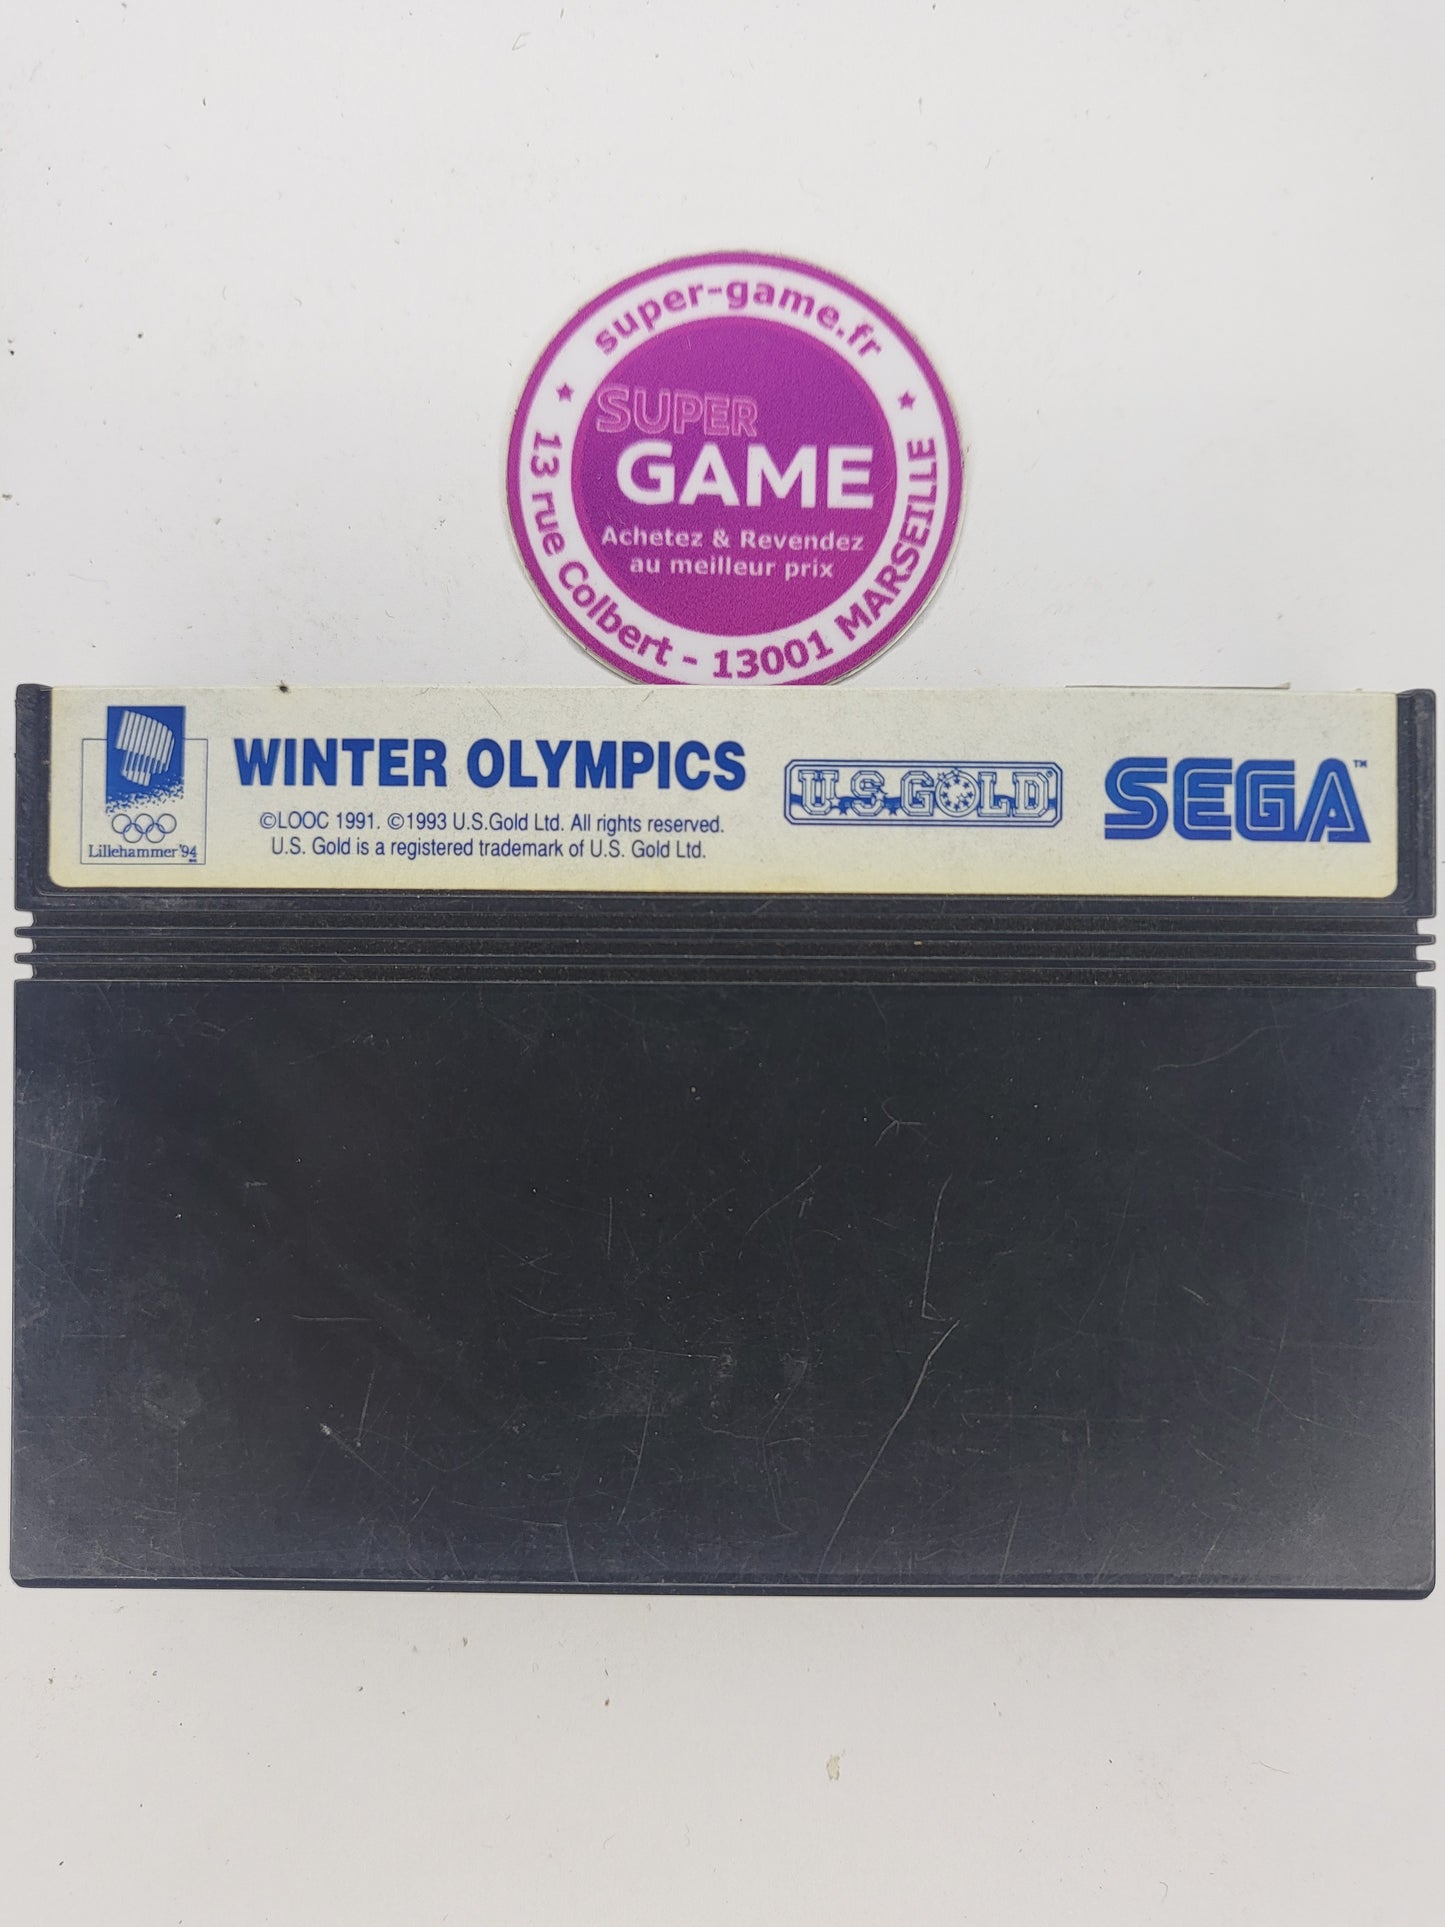 super-game.fr
SUPER
GAME
Achetez & Revendez
au meilleur prix
13 rue Colbert - 13001 MARSEILLE
Lillehammer'94
WINTER OLYMPICS
©LOOC 1991. ©1993 U.S.Gold Ltd. All rights reserved.
U.S. Gold is a registered trademark of U.S. Gold Ltd.
U.S. GOLD®
SEGA™